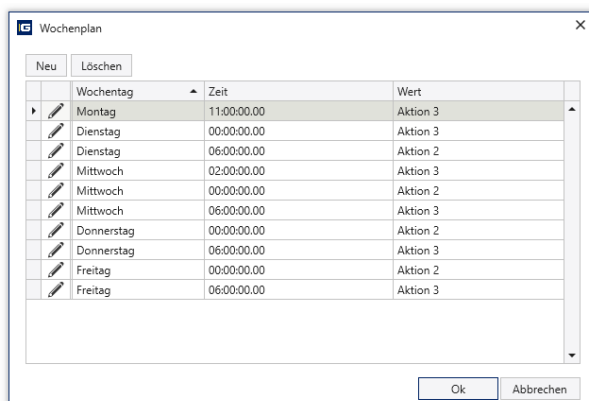 IG Wochenplan
Neu Löschen
Wochentag Zeit Wert
Montag 11:00:00.00 Aktion 3
Dienstag 00:00:00.00 Aktion 3
Dienstag 06:00:00.00 Aktion 2
Mittwoch 02:00:00.00 Aktion 3
Mittwoch 00:00:00.00 Aktion 2
Mittwoch 06:00:00.00 Aktion 3
Donnerstag 00:00:00.00 Aktion 2
Donnerstag 06:00:00.00 Aktion 3
Freitag 00:00:00.00 Aktion 2
Freitag 06:00:00.00 Aktion 3
Ok Abbrechen